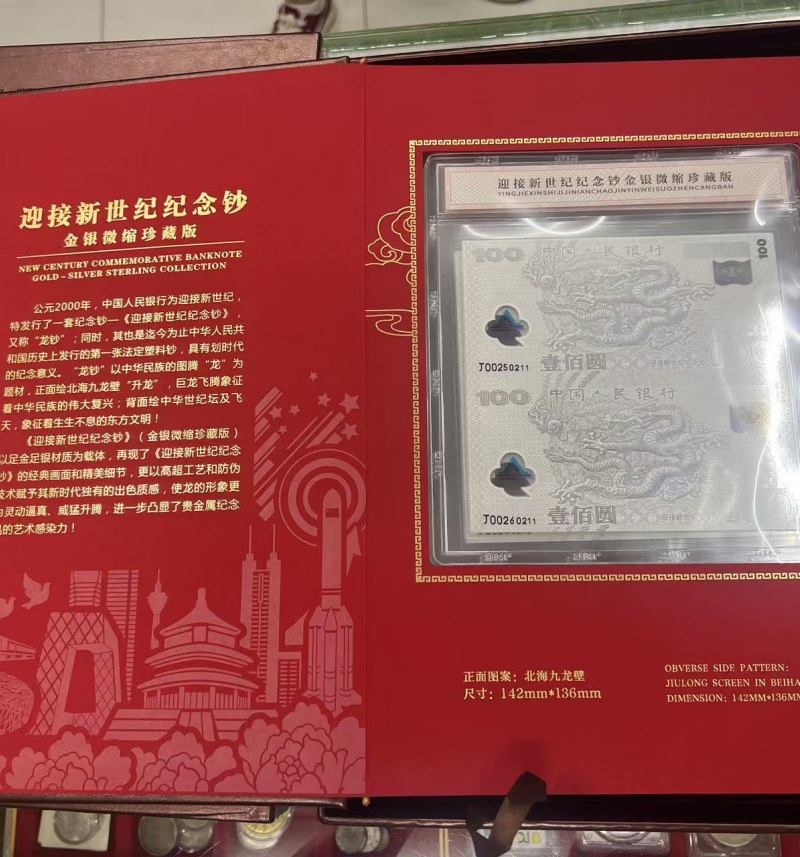 迎接新世纪纪念钞
金银微缩珍藏版
NEW CENTURY COMMEMORATIVE BANKNOTE
GOLD-SILVER STERLING COLLECTION
公元2000年，中国人民银行为迎接新世纪，
特发行了一套纪念钞—《迎接新世纪纪念钞》，
又称“龙钞”；同时，其也是迄今为止中华人民共
和国历史上发行的第一张法定塑料钞，具有划时代
的纪念意义。“龙钞”以中华民族的图腾“龙”为
题材，正面绘北海九龙壁“升龙”，巨龙飞腾象征
着中华民族的伟大复兴；背面绘中华世纪坛及飞
天，象征着生生不息的东方文明！
《迎接新世纪纪念钞》（金银微缩珍藏版）
以足金足银材质为载体，再现了《迎接新世纪纪念
钞》的经典画面和精美细节，更以高超工艺和防伪
技术赋予其新时代独有的出色质感，使龙的形象更
为灵动逼真、威猛升腾，进一步凸显了贵金属纪念
品的艺术感染力！
迎接新世纪纪念钞金银微缩珍藏版
YINGJIEXINSHIJIJINIANCHAOJINYINWEISUOZHENCANGBAN
100 中国人民银行 100
J00250211 壹佰圆 迎接新世纪纪念钞
100 中国人民银行
J00260211 壹佰圆 迎接新世纪纪念钞
正面图案：北海九龙壁
尺寸：142mm*136mm
OBVERSE SIDE PATTERN:
JIULONG SCREEN IN BEIHA
DIMENSION: 142MM*136MM